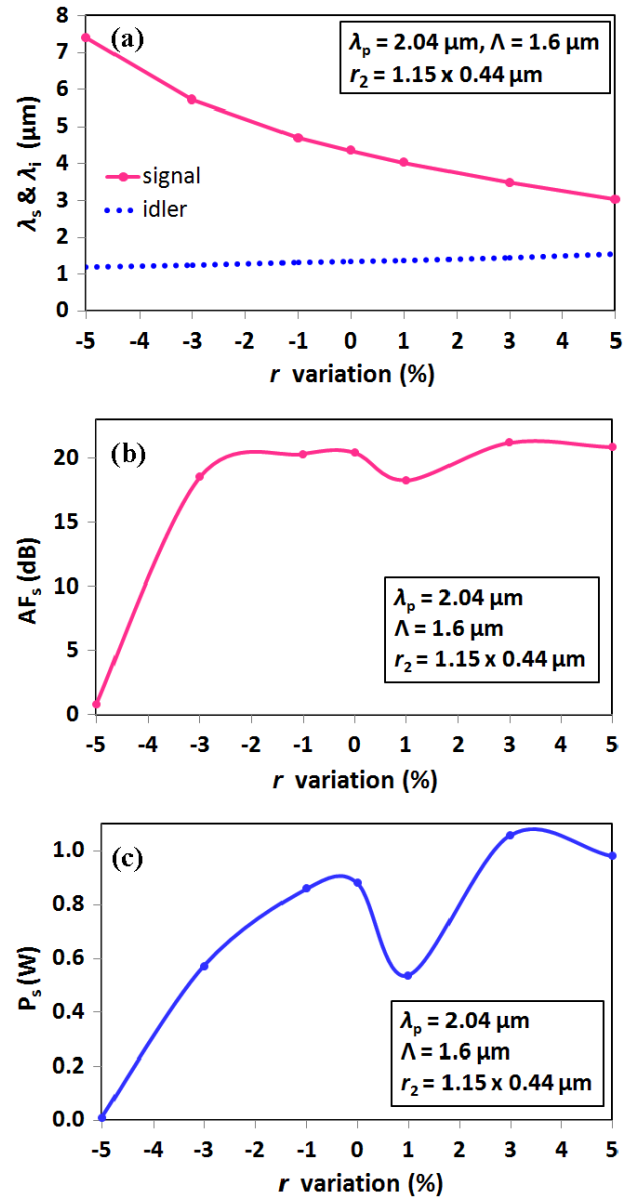 (a)
λp = 2.04 µm, Λ = 1.6 µm
r2 = 1.15 x 0.44 µm
8
7
6
5
4
3
2
1
0
λs & λi (µm)
signal
idler
-5 -4 -3 -2 -1 0 1 2 3 4 5
r variation (%)
(b)
20
15
10
5
0
AFs (dB)
λp = 2.04 µm
Λ = 1.6 µm
r2 = 1.15 x 0.44 µm
-5 -4 -3 -2 -1 0 1 2 3 4 5
r variation (%)
(c)
1.0
0.8
0.6
0.4
0.2
0.0
Ps (W)
λp = 2.04 µm
Λ = 1.6 µm
r2 = 1.15 x 0.44 µm
-5 -4 -3 -2 -1 0 1 2 3 4 5
r variation (%)